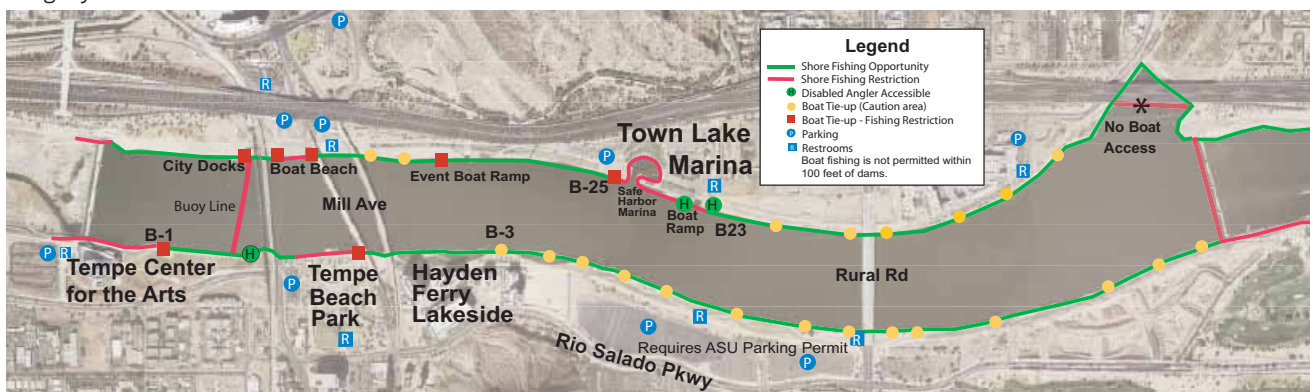 Legend
Shore Fishing Opportunity
Shore Fishing Restriction
H Disabled Angler Accessible
Boat Tie-up (Caution area)
Boat Tie-up - Fishing Restriction
P Parking
R Restrooms
Boat fishing is not permitted within
100 feet of dams.
P
R
P
P
R
City Docks
Boat Beach
Event Boat Ramp
Town Lake
Marina
P
B-25
Safe
Harbor
Marina
R
H
H
Boat
Ramp
B23
P
R
No Boat
Access
*
Buoy Line
Mill Ave
B-1
P
R
Tempe Center
for the Arts
H
P
Tempe
Beach
Park
R
Hayden
Ferry
Lakeside
B-3
Rural Rd
R
P
Requires ASU Parking Permit
R
P
Rio Salado Pkwy